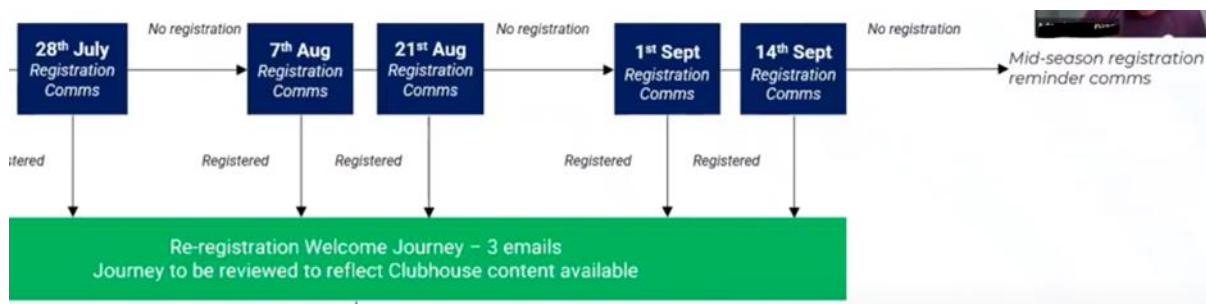 No registration
No registration
No registration
28th July
Registration
Comms
7th Aug
Registration
Comms
21st Aug
Registration
Comms
1st Sept
Registration
Comms
14th Sept
Registration
Comms
Mid-season registration
reminder comms
stered
Registered
Registered
Registered
Registered
Re-registration Welcome Journey – 3 emails
Journey to be reviewed to reflect Clubhouse content available